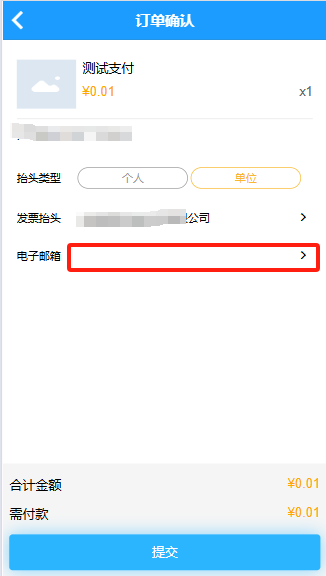 订单确认
测试支付
¥0.01 x1
抬头类型 个人 单位
发票抬头 公司
电子邮箱
合计金额 ¥0.01
需付款 ¥0.01
提交